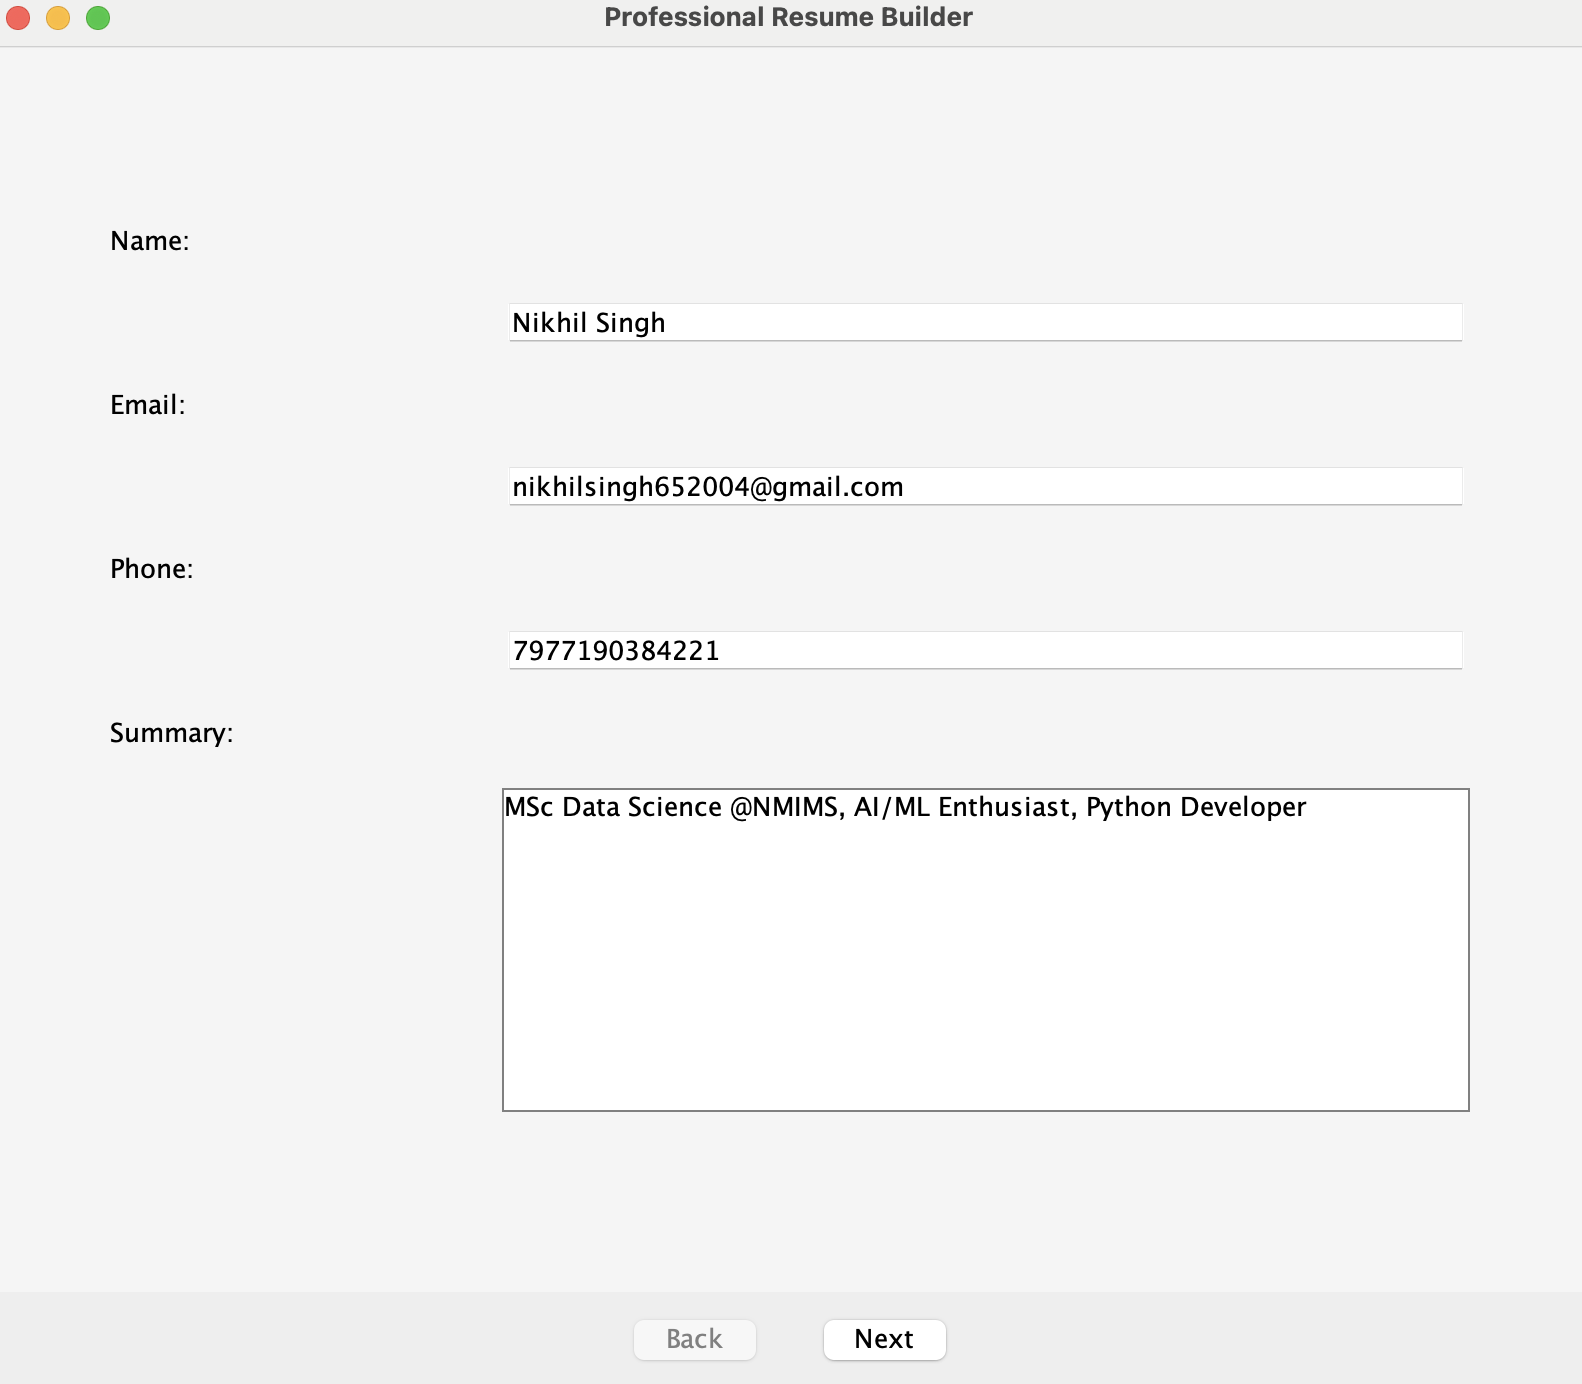 Professional Resume Builder
Name:
Nikhil Singh
Email:
nikhilsingh652004@gmail.com
Phone:
7977190384221
Summary:
MSc Data Science @NMIMS, AI/ML Enthusiast, Python Developer
Back
Next